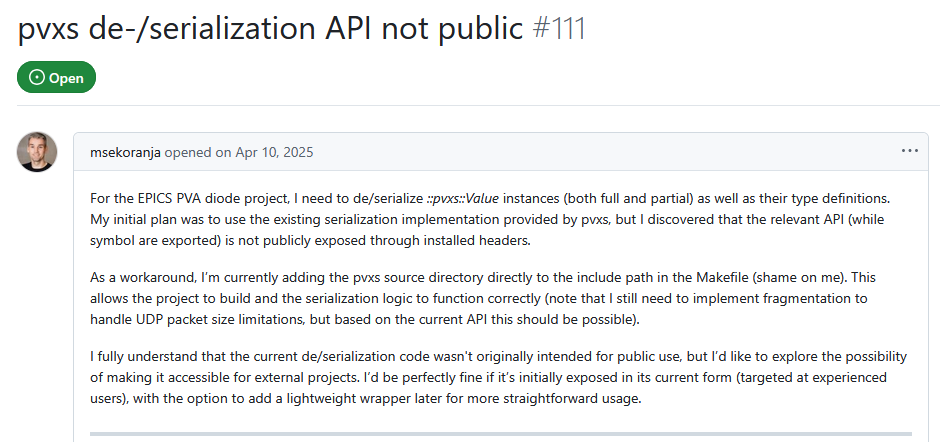 pvxs de-/serialization API not public #111
Open
msekoranja opened on Apr 10, 2025
For the EPICS PVA diode project, I need to de/serialize ::pvxs::Value instances (both full and partial) as well as their type definitions.
My initial plan was to use the existing serialization implementation provided by pvxs, but I discovered that the relevant API (while
symbol are exported) is not publicly exposed through installed headers.
As a workaround, I'm currently adding the pvxs source directory directly to the include path in the Makefile (shame on me). This
allows the project to build and the serialization logic to function correctly (note that I still need to implement fragmentation to
handle UDP packet size limitations, but based on the current API this should be possible).
I fully understand that the current de/serialization code wasn't originally intended for public use, but I'd like to explore the possibility
of making it accessible for external projects. I'd be perfectly fine if it's initially exposed in its current form (targeted at experienced
users), with the option to add a lightweight wrapper later for more straightforward usage.